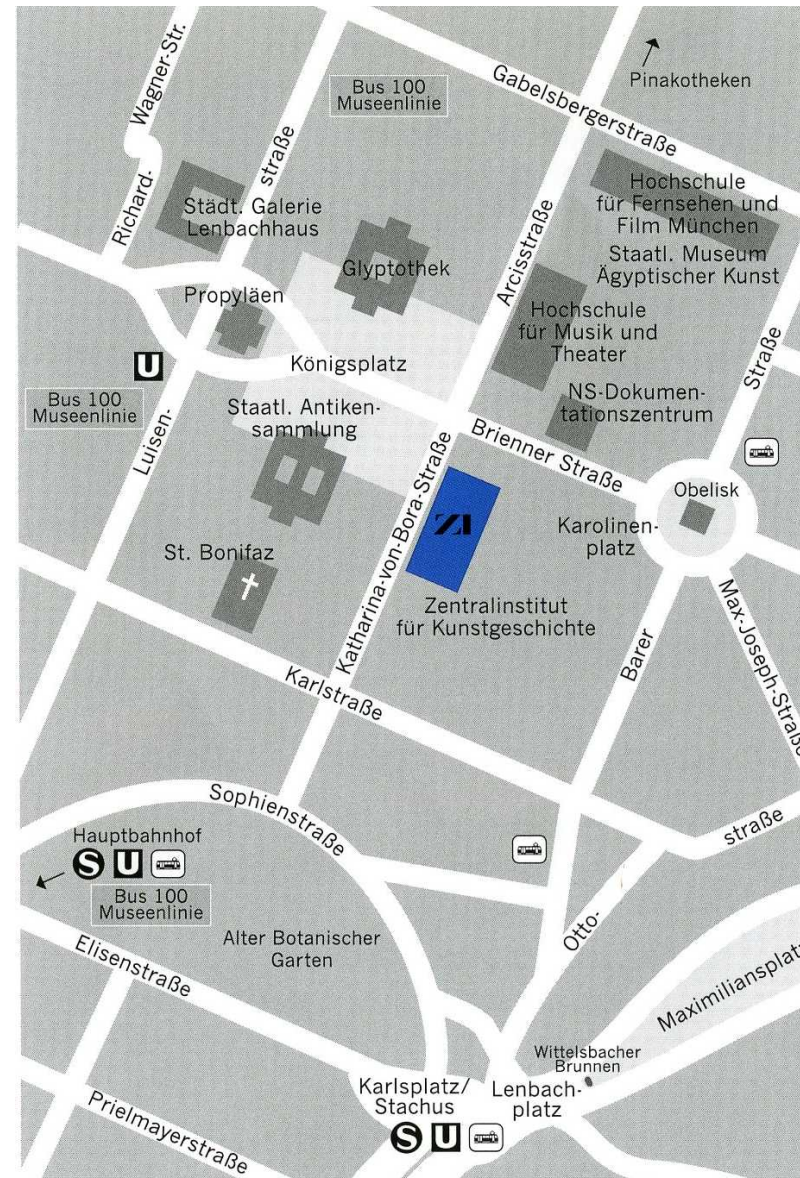 Wagner-Str.
Richard-
straße
Bus 100
Museenlinie
Gabelsbergerstraße
Pinakotheken
Städt. Galerie
Lenbachhaus
Glyptothek
Arcisstraße
Hochschule
für Fernsehen und
Film München
Staatl. Museum
Ägyptischer Kunst
Propyläen
Hochschule
für Musik und
Theater
Straße
U
Königsplatz
Bus 100
Museenlinie
Luisen-
Staatl. Antiken-
sammlung
NS-Dokumen-
tationszentrum
Brienner Straße
Obelisk
Karolinen-
platz
Katharina-von-Bora-Straße
ZI
St. Bonifaz
Zentralinstitut
für Kunstgeschichte
Barer
Max-Joseph-Straße
Karlstraße
Sophienstraße
straße
Hauptbahnhof
S U
Bus 100
Museenlinie
Otto-
Alter Botanischer
Garten
Elisenstraße
Maximiliansplatz
Wittelsbacher
Brunnen
Karlsplatz/
Stachus
Lenbach-
platz
S U
Prielmayerstraße